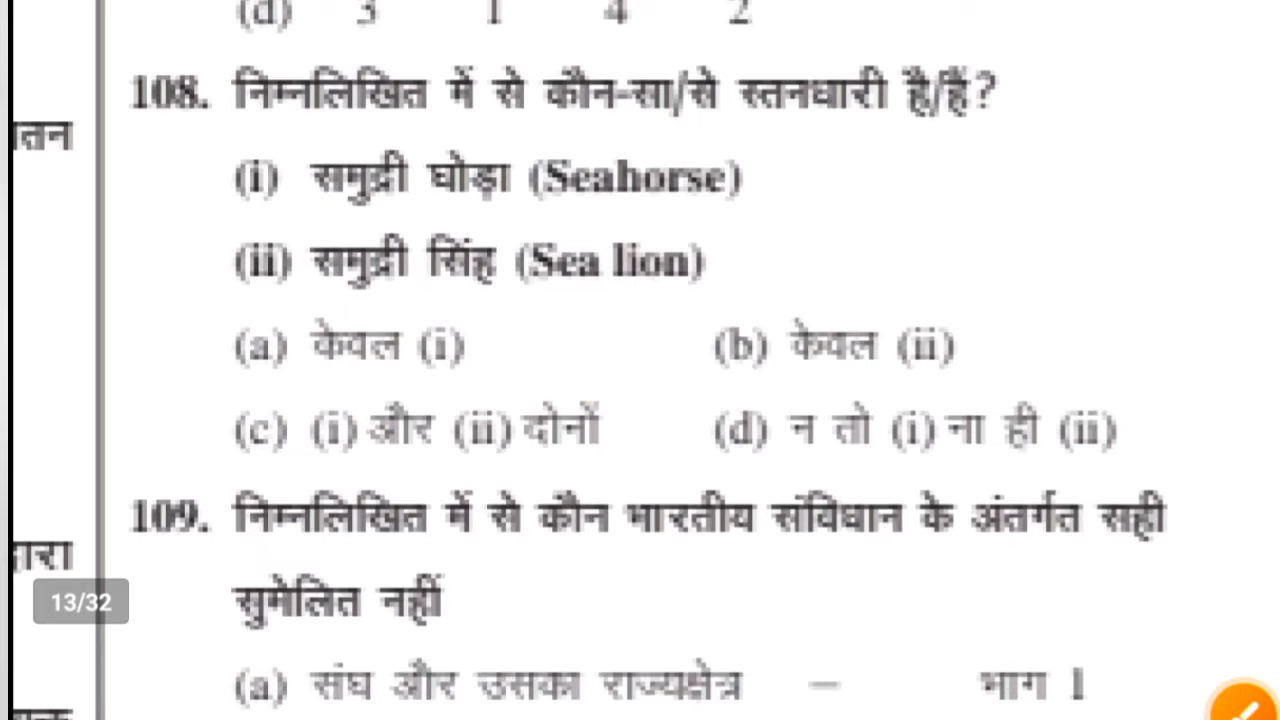 (d) 3 1 4 2
108. निम्नलिखित में से कौन-सा/से स्तनधारी है/हैं?
तन
(i) समुद्री घोड़ा (Seahorse)
(ii) समुद्री सिंह (Sea lion)
(a) केवल (i) (b) केवल (ii)
(c) (i) और (ii) दोनों (d) न तो (i) ना ही (ii)
109. निम्नलिखित में से कौन भारतीय संविधान के अंतर्गत सही
सुमेलित नहीं
13/32
(a) संघ और उसका राज्यक्षेत्र – भाग 1